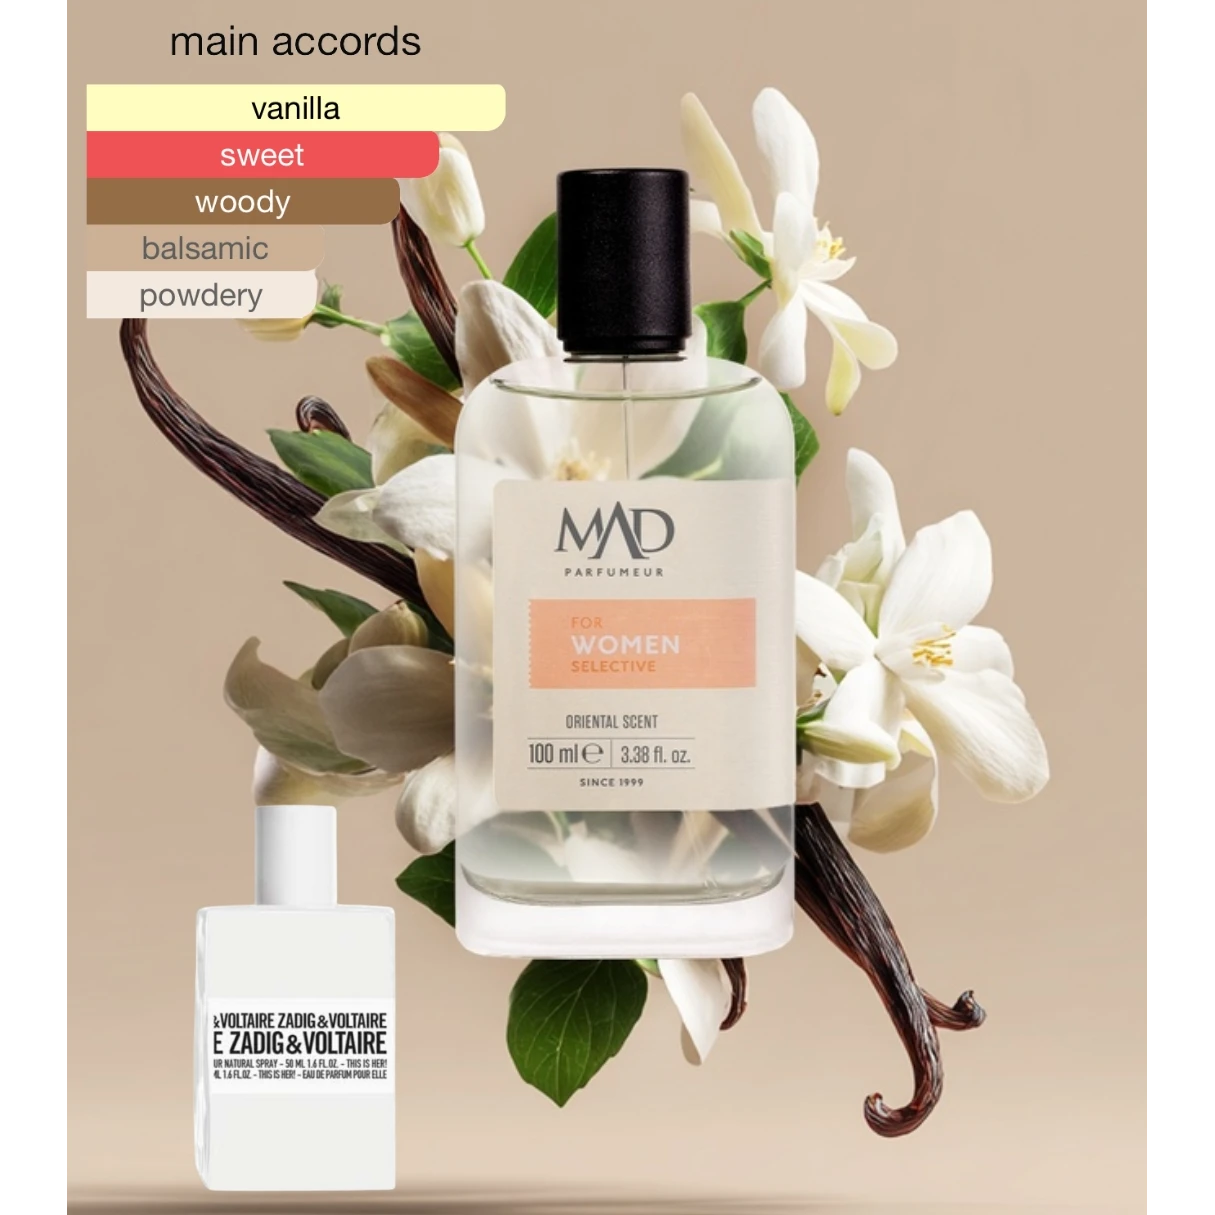 main accords
vanilla
sweet
woody
balsamic
powdery
MAD
PARFUMEUR
FOR
WOMEN
SELECTIVE
ORIENTAL SCENT
100 ml ℮ 3.38 fl. oz.
SINCE 1999
&VOLTAIRE ZADIG&VOLTAIRE
E ZADIG&VOLTAIRE
UR NATURAL SPRAY - 50 ML 1.6 FL.OZ. - THIS IS HER!
ML 1.6 FL.OZ. - THIS IS HER! - EAU DE PARFUM POUR ELLE